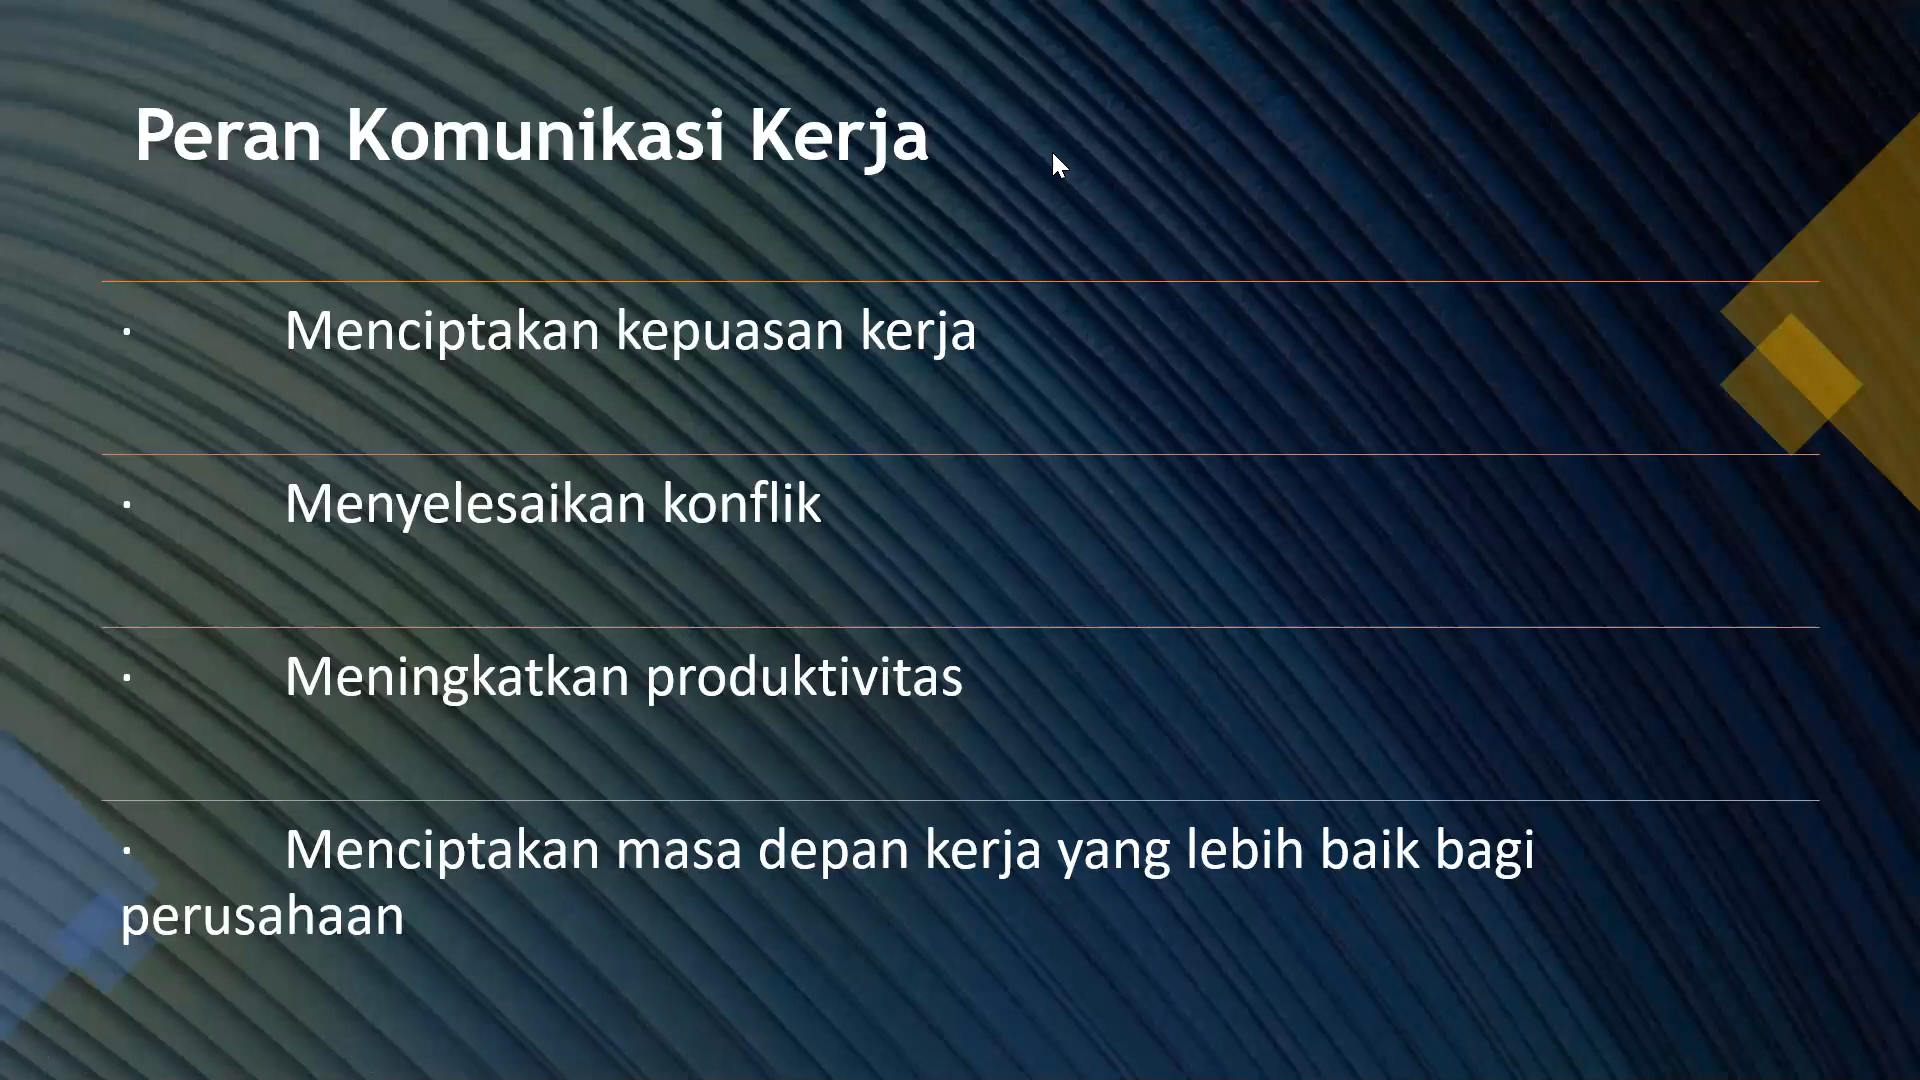 Peran Komunikasi Kerja
· Menciptakan kepuasan kerja
· Menyelesaikan konflik
· Meningkatkan produktivitas
· Menciptakan masa depan kerja yang lebih baik bagi
perusahaan